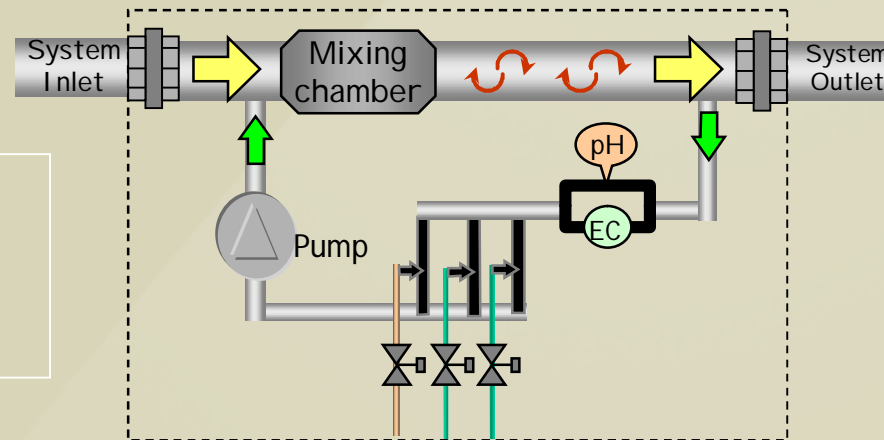 System
Inlet
Mixing
chamber
System
Outlet
pH
EC
Pump